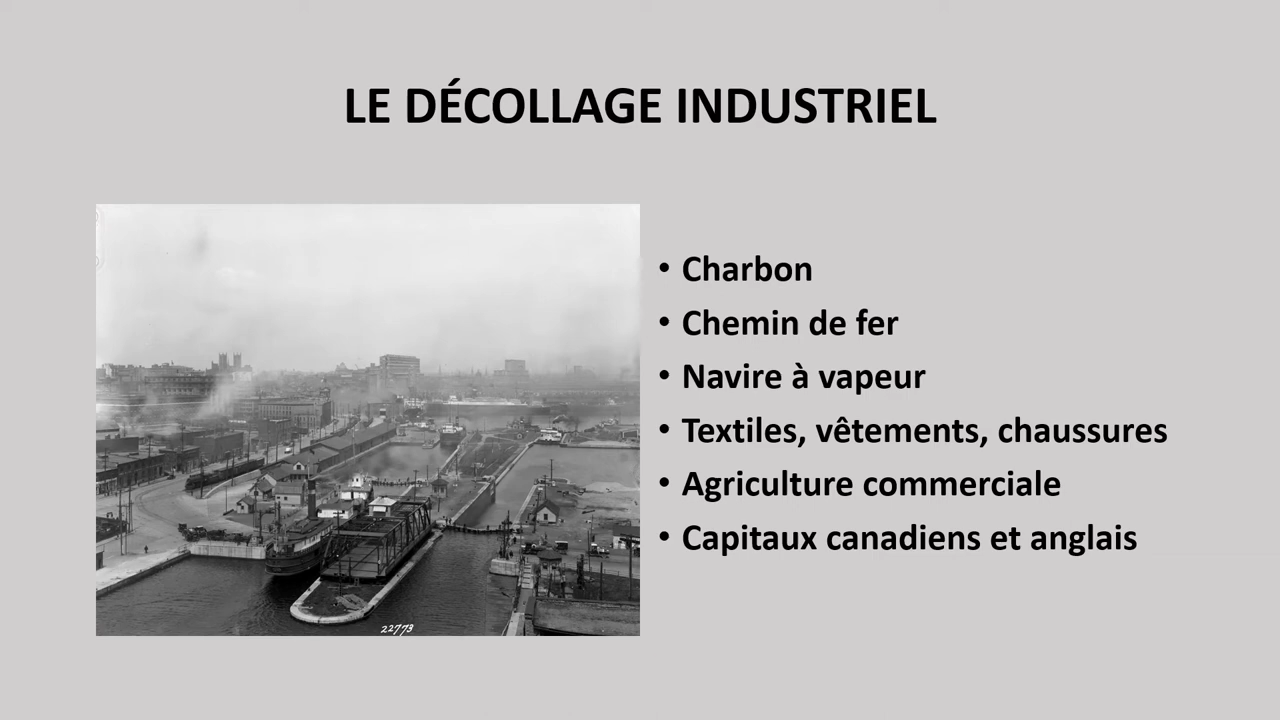 LE DÉCOLLAGE INDUSTRIEL
• Charbon
• Chemin de fer
• Navire à vapeur
• Textiles, vêtements, chaussures
• Agriculture commerciale
• Capitaux canadiens et anglais
22773